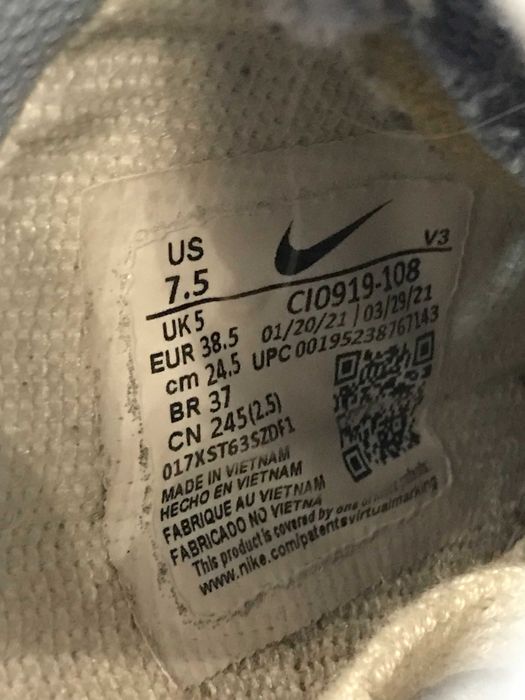 US
7.5
V3
CI0919-108
UK 5
01/20/21 | 03/29/21
EUR 38.5
UPC 00195238767143
cm 24.5
BR 37
CN 245(2.5)
017XST63SZDF1
MADE IN VIETNAM
HECHO EN VIETNAM
FABRIQUE AU VIETNAM
FABRICADO NO VIETNA
This product is covered by one or more patents
www.nike.com/patentsvirtualmarking